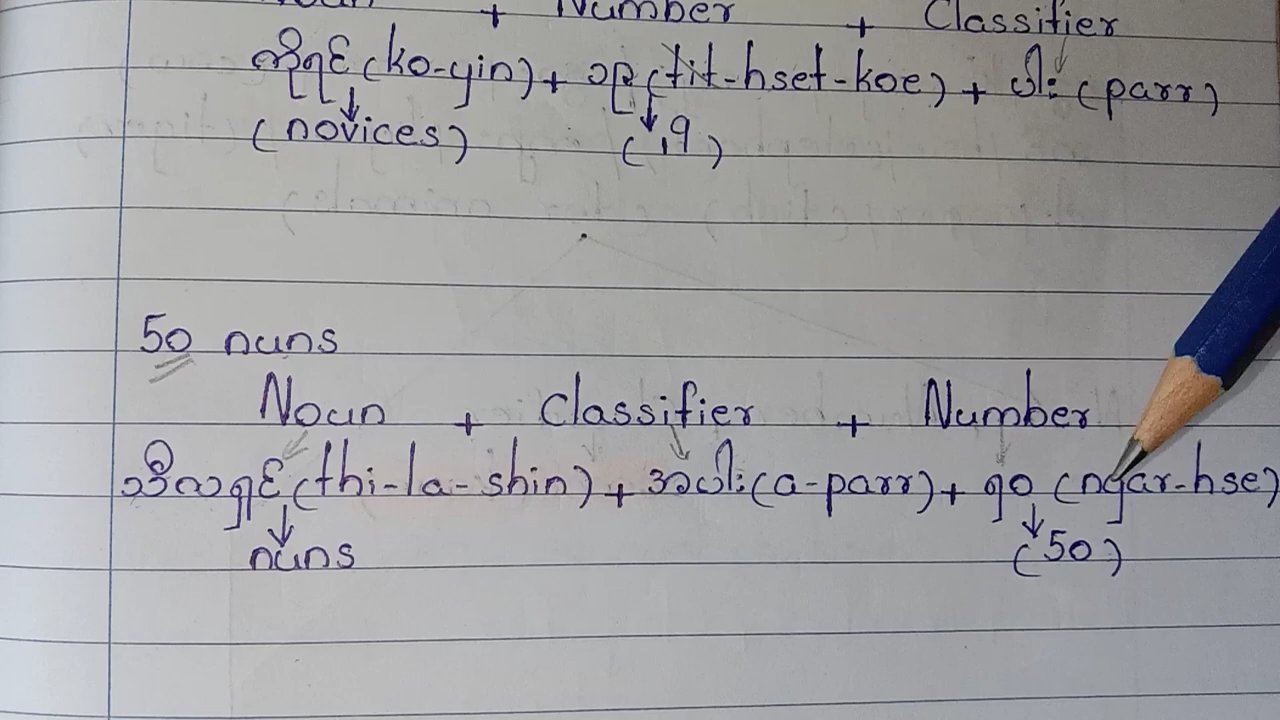 Noun + Number + Classifier
ကိုရင် (ko-yin) + ၁၉ (tit-hset-koe) + ပါး (parr)
(novices) (19)
50 nuns
Noun + Classifier + Number
သီလရှင် (thi-la-shin) + အပါး (a-parr) + ၅၀ (ngar-hse)
nuns (50)